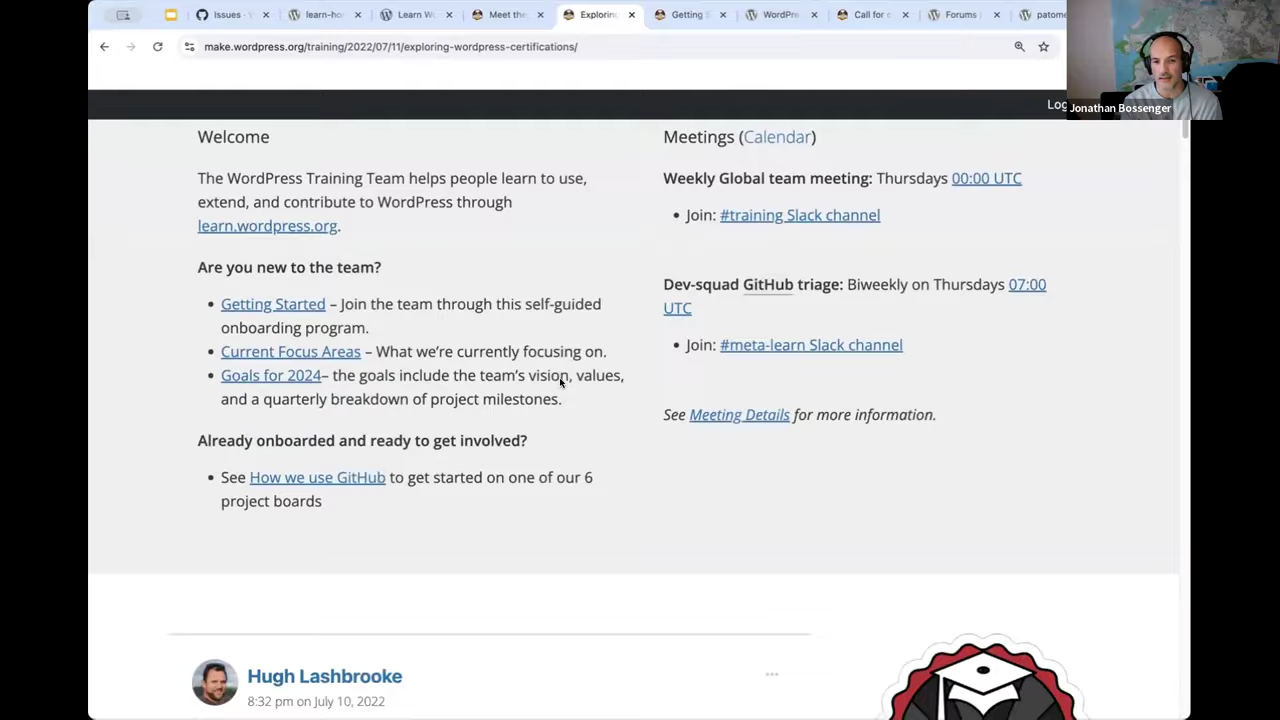 Issues ·
learn-ho
Learn Wo
Meet the
Exploring
Getting S
WordPre
Call for c
Forums |
patome
make.wordpress.org/training/2022/07/11/exploring-wordpress-certifications/
Log
Jonathan Bossenger
Welcome
The WordPress Training Team helps people learn to use,
extend, and contribute to WordPress through
learn.wordpress.org.
Are you new to the team?
• Getting Started – Join the team through this self-guided
onboarding program.
• Current Focus Areas – What we’re currently focusing on.
• Goals for 2024– the goals include the team’s vision, values,
and a quarterly breakdown of project milestones.
Already onboarded and ready to get involved?
• See How we use GitHub to get started on one of our 6
project boards
Meetings (Calendar)
Weekly Global team meeting: Thursdays 00:00 UTC
• Join: #training Slack channel
Dev-squad GitHub triage: Biweekly on Thursdays 07:00
UTC
• Join: #meta-learn Slack channel
See Meeting Details for more information.
Hugh Lashbrooke
8:32 pm on July 10, 2022